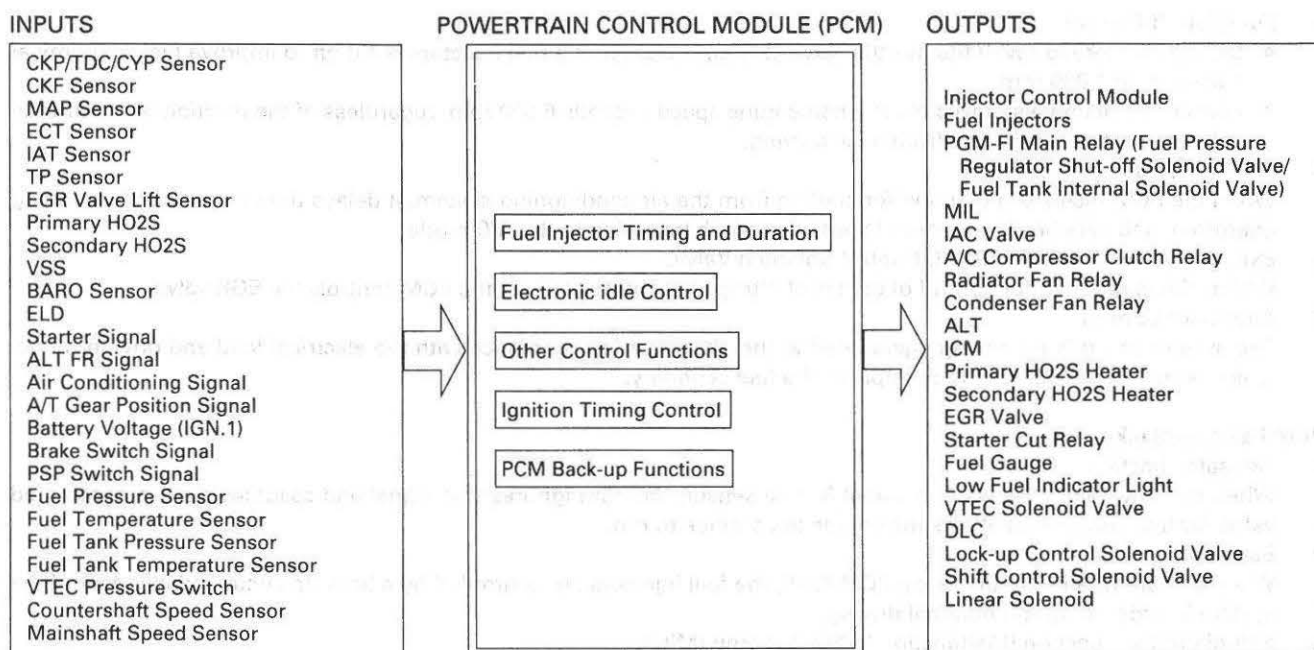 INPUTS
CKP/TDC/CYP Sensor
CKF Sensor
MAP Sensor
ECT Sensor
IAT Sensor
TP Sensor
EGR Valve Lift Sensor
Primary HO2S
Secondary HO2S
VSS
BARO Sensor
ELD
Starter Signal
ALT FR Signal
Air Conditioning Signal
A/T Gear Position Signal
Battery Voltage (IGN.1)
Brake Switch Signal
PSP Switch Signal
Fuel Pressure Sensor
Fuel Temperature Sensor
Fuel Tank Pressure Sensor
Fuel Tank Temperature Sensor
VTEC Pressure Switch
Countershaft Speed Sensor
Mainshaft Speed Sensor
POWERTRAIN CONTROL MODULE (PCM)
Fuel Injector Timing and Duration
Electronic idle Control
Other Control Functions
Ignition Timing Control
PCM Back-up Functions
OUTPUTS
Injector Control Module
Fuel Injectors
PGM-FI Main Relay (Fuel Pressure
Regulator Shut-off Solenoid Valve/
Fuel Tank Internal Solenoid Valve)
MIL
IAC Valve
A/C Compressor Clutch Relay
Radiator Fan Relay
Condenser Fan Relay
ALT
ICM
Primary HO2S Heater
Secondary HO2S Heater
EGR Valve
Starter Cut Relay
Fuel Gauge
Low Fuel Indicator Light
VTEC Solenoid Valve
DLC
Lock-up Control Solenoid Valve
Shift Control Solenoid Valve
Linear Solenoid